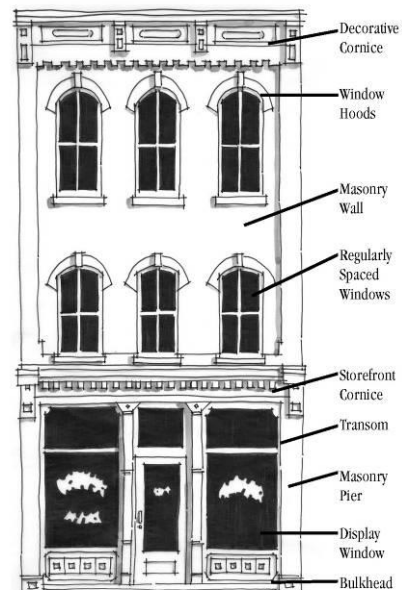 Decorative
Cornice
Window
Hoods
Masonry
Wall
Regularly
Spaced
Windows
Storefront
Cornice
Transom
Masonry
Pier
Display
Window
Bulkhead